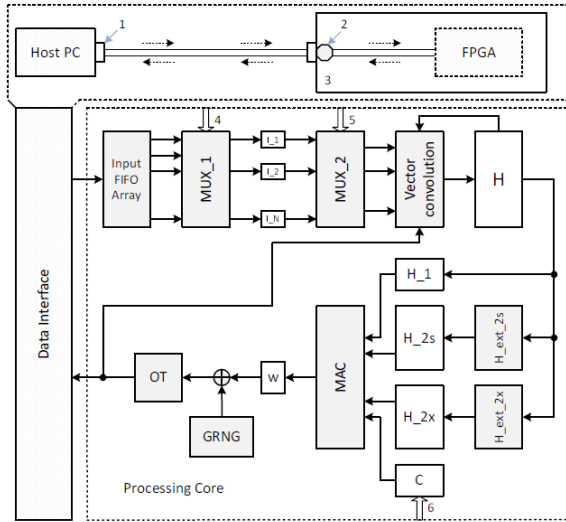 1
2
Host PC
FPGA
3
4
5
Input
FIFO
Array
MUX_1
I_1
I_2
I_N
MUX_2
Vector
convolution
H
H_1
H_2s
H_ext_2s
Data Interface
MAC
OT
w
GRNG
H_2x
H_ext_2x
C
Processing Core
6